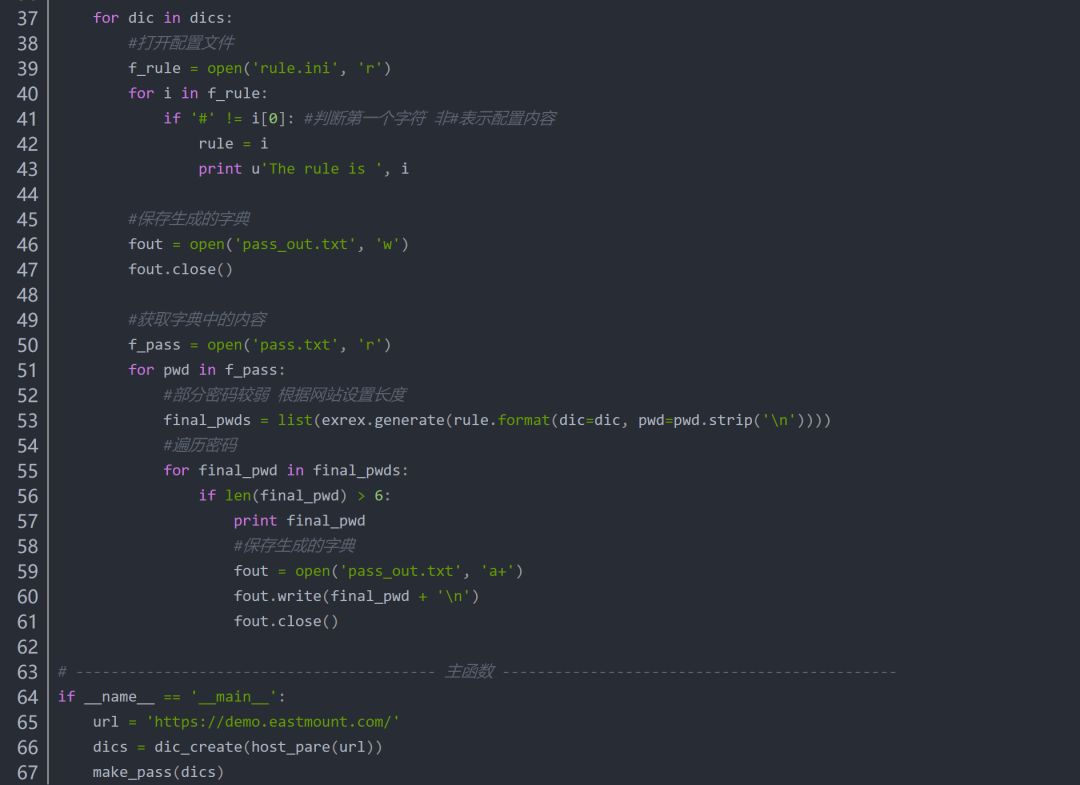 37 for dic in dics:
38 #打开配置文件
39 f_rule = open('rule.ini', 'r')
40 for i in f_rule:
41 if '#' != i[0]: #判断第一个字符 非#表示配置内容
42 rule = i
43 print u'The rule is ', i
44
45 #保存生成的字典
46 fout = open('pass_out.txt', 'w')
47 fout.close()
48
49 #获取字典中的内容
50 f_pass = open('pass.txt', 'r')
51 for pwd in f_pass:
52 #部分密码较弱 根据网站设置长度
53 final_pwds = list(exrex.generate(rule.format(dic=dic, pwd=pwd.strip('\n'))))
54 #遍历密码
55 for final_pwd in final_pwds:
56 if len(final_pwd) > 6:
57 print final_pwd
58 #保存生成的字典
59 fout = open('pass_out.txt', 'a+')
60 fout.write(final_pwd + '\n')
61 fout.close()
62
63 # ----------------------------------------- 主函数 ---------------------------------------------
64 if __name__ == '__main__':
65 url = 'https://demo.eastmount.com/'
66 dics = dic_create(host_pare(url))
67 make_pass(dics)